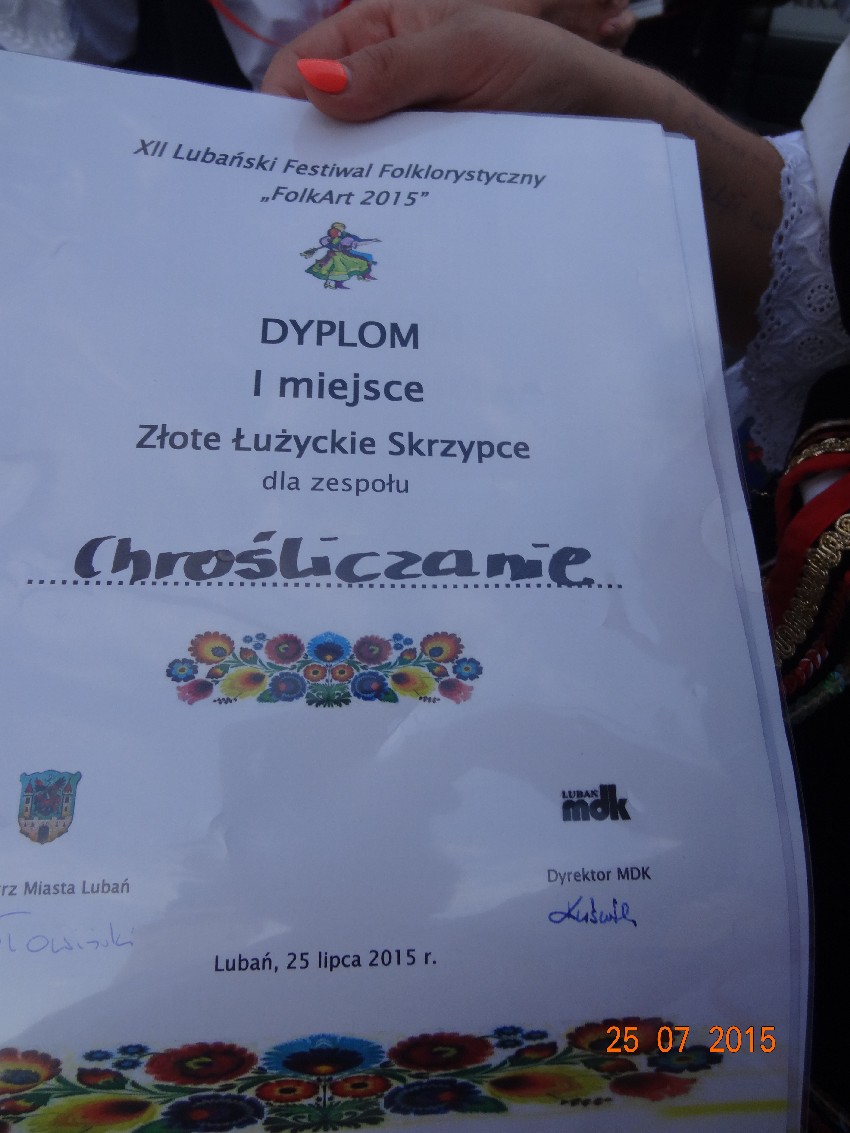 XII Lubański Festiwal Folklorystyczny
„FolkArt 2015”
DYPLOM
I miejsce
Złote Łużyckie Skrzypce
dla zespołu
Chrośliczanie
LUBAŃ
mdk
rz Miasta Lubań
Dyrektor MDK
Lubań, 25 lipca 2015 r.
25 07 2015